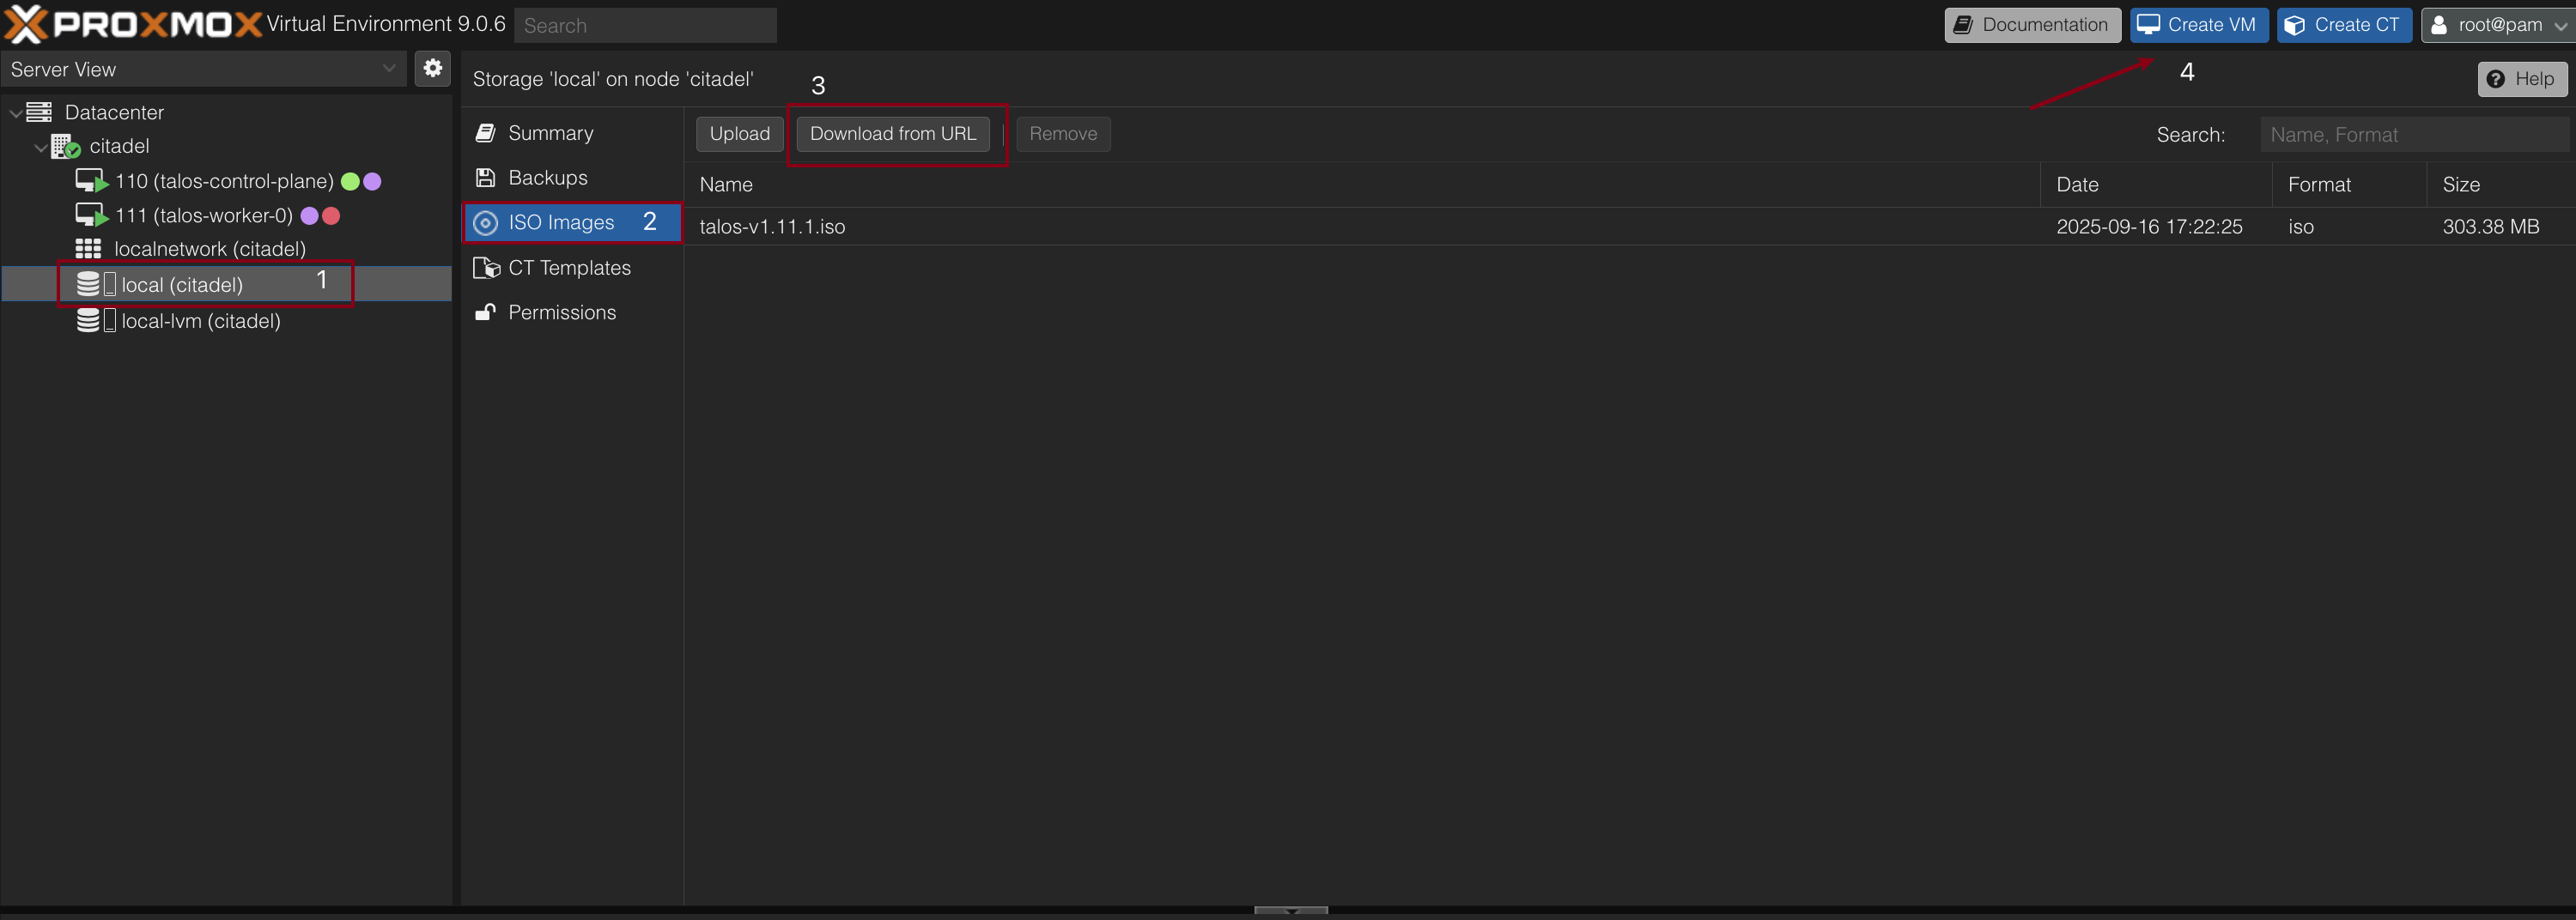 PROXMOX Virtual Environment 9.0.6 Search Documentation Create VM Create CT root@pam
Server View
Storage 'local' on node 'citadel' 3 4 Help
Datacenter
citadel
110 (talos-control-plane)
111 (talos-worker-0)
localnetwork (citadel)
local (citadel) 1
local-lvm (citadel)
Summary
Backups
ISO Images 2
CT Templates
Permissions
Upload Download from URL Remove Search: Name, Format
Name Date Format Size
talos-v1.11.1.iso 2025-09-16 17:22:25 iso 303.38 MB